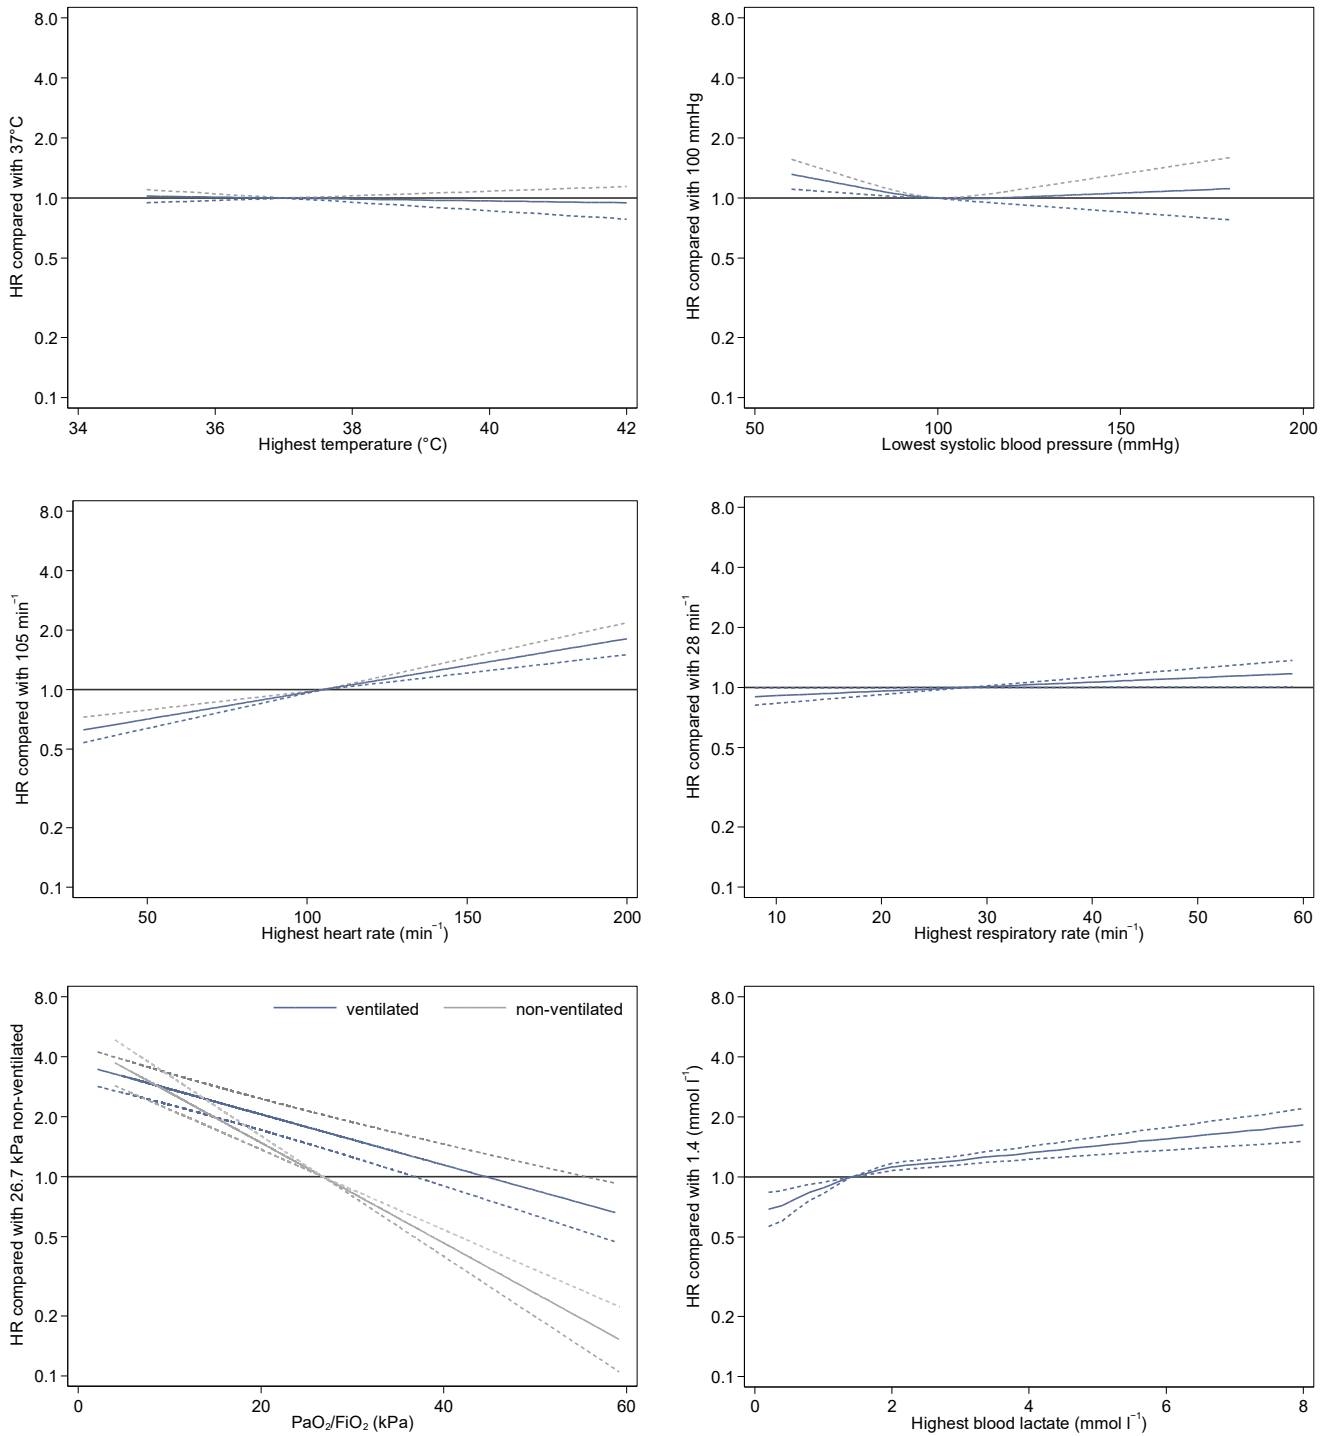 HR compared with 37°C
8.0
4.0
2.0
1.0
0.5
0.2
0.1
34 36 38 40 42
Highest temperature (°C)
HR compared with 100 mmHg
8.0
4.0
2.0
1.0
0.5
0.2
0.1
50 100 150 200
Lowest systolic blood pressure (mmHg)
HR compared with 105 min⁻¹
8.0
4.0
2.0
1.0
0.5
0.2
0.1
50 100 150 200
Highest heart rate (min⁻¹)
HR compared with 28 min⁻¹
8.0
4.0
2.0
1.0
0.5
0.2
0.1
10 20 30 40 50 60
Highest respiratory rate (min⁻¹)
HR compared with 26.7 kPa non-ventilated
8.0
4.0
2.0
1.0
0.5
0.2
0.1
ventilated non-ventilated
0 20 40 60
PaO₂/FiO₂ (kPa)
HR compared with 1.4 (mmol l⁻¹)
8.0
4.0
2.0
1.0
0.5
0.2
0.1
0 2 4 6 8
Highest blood lactate (mmol l⁻¹)